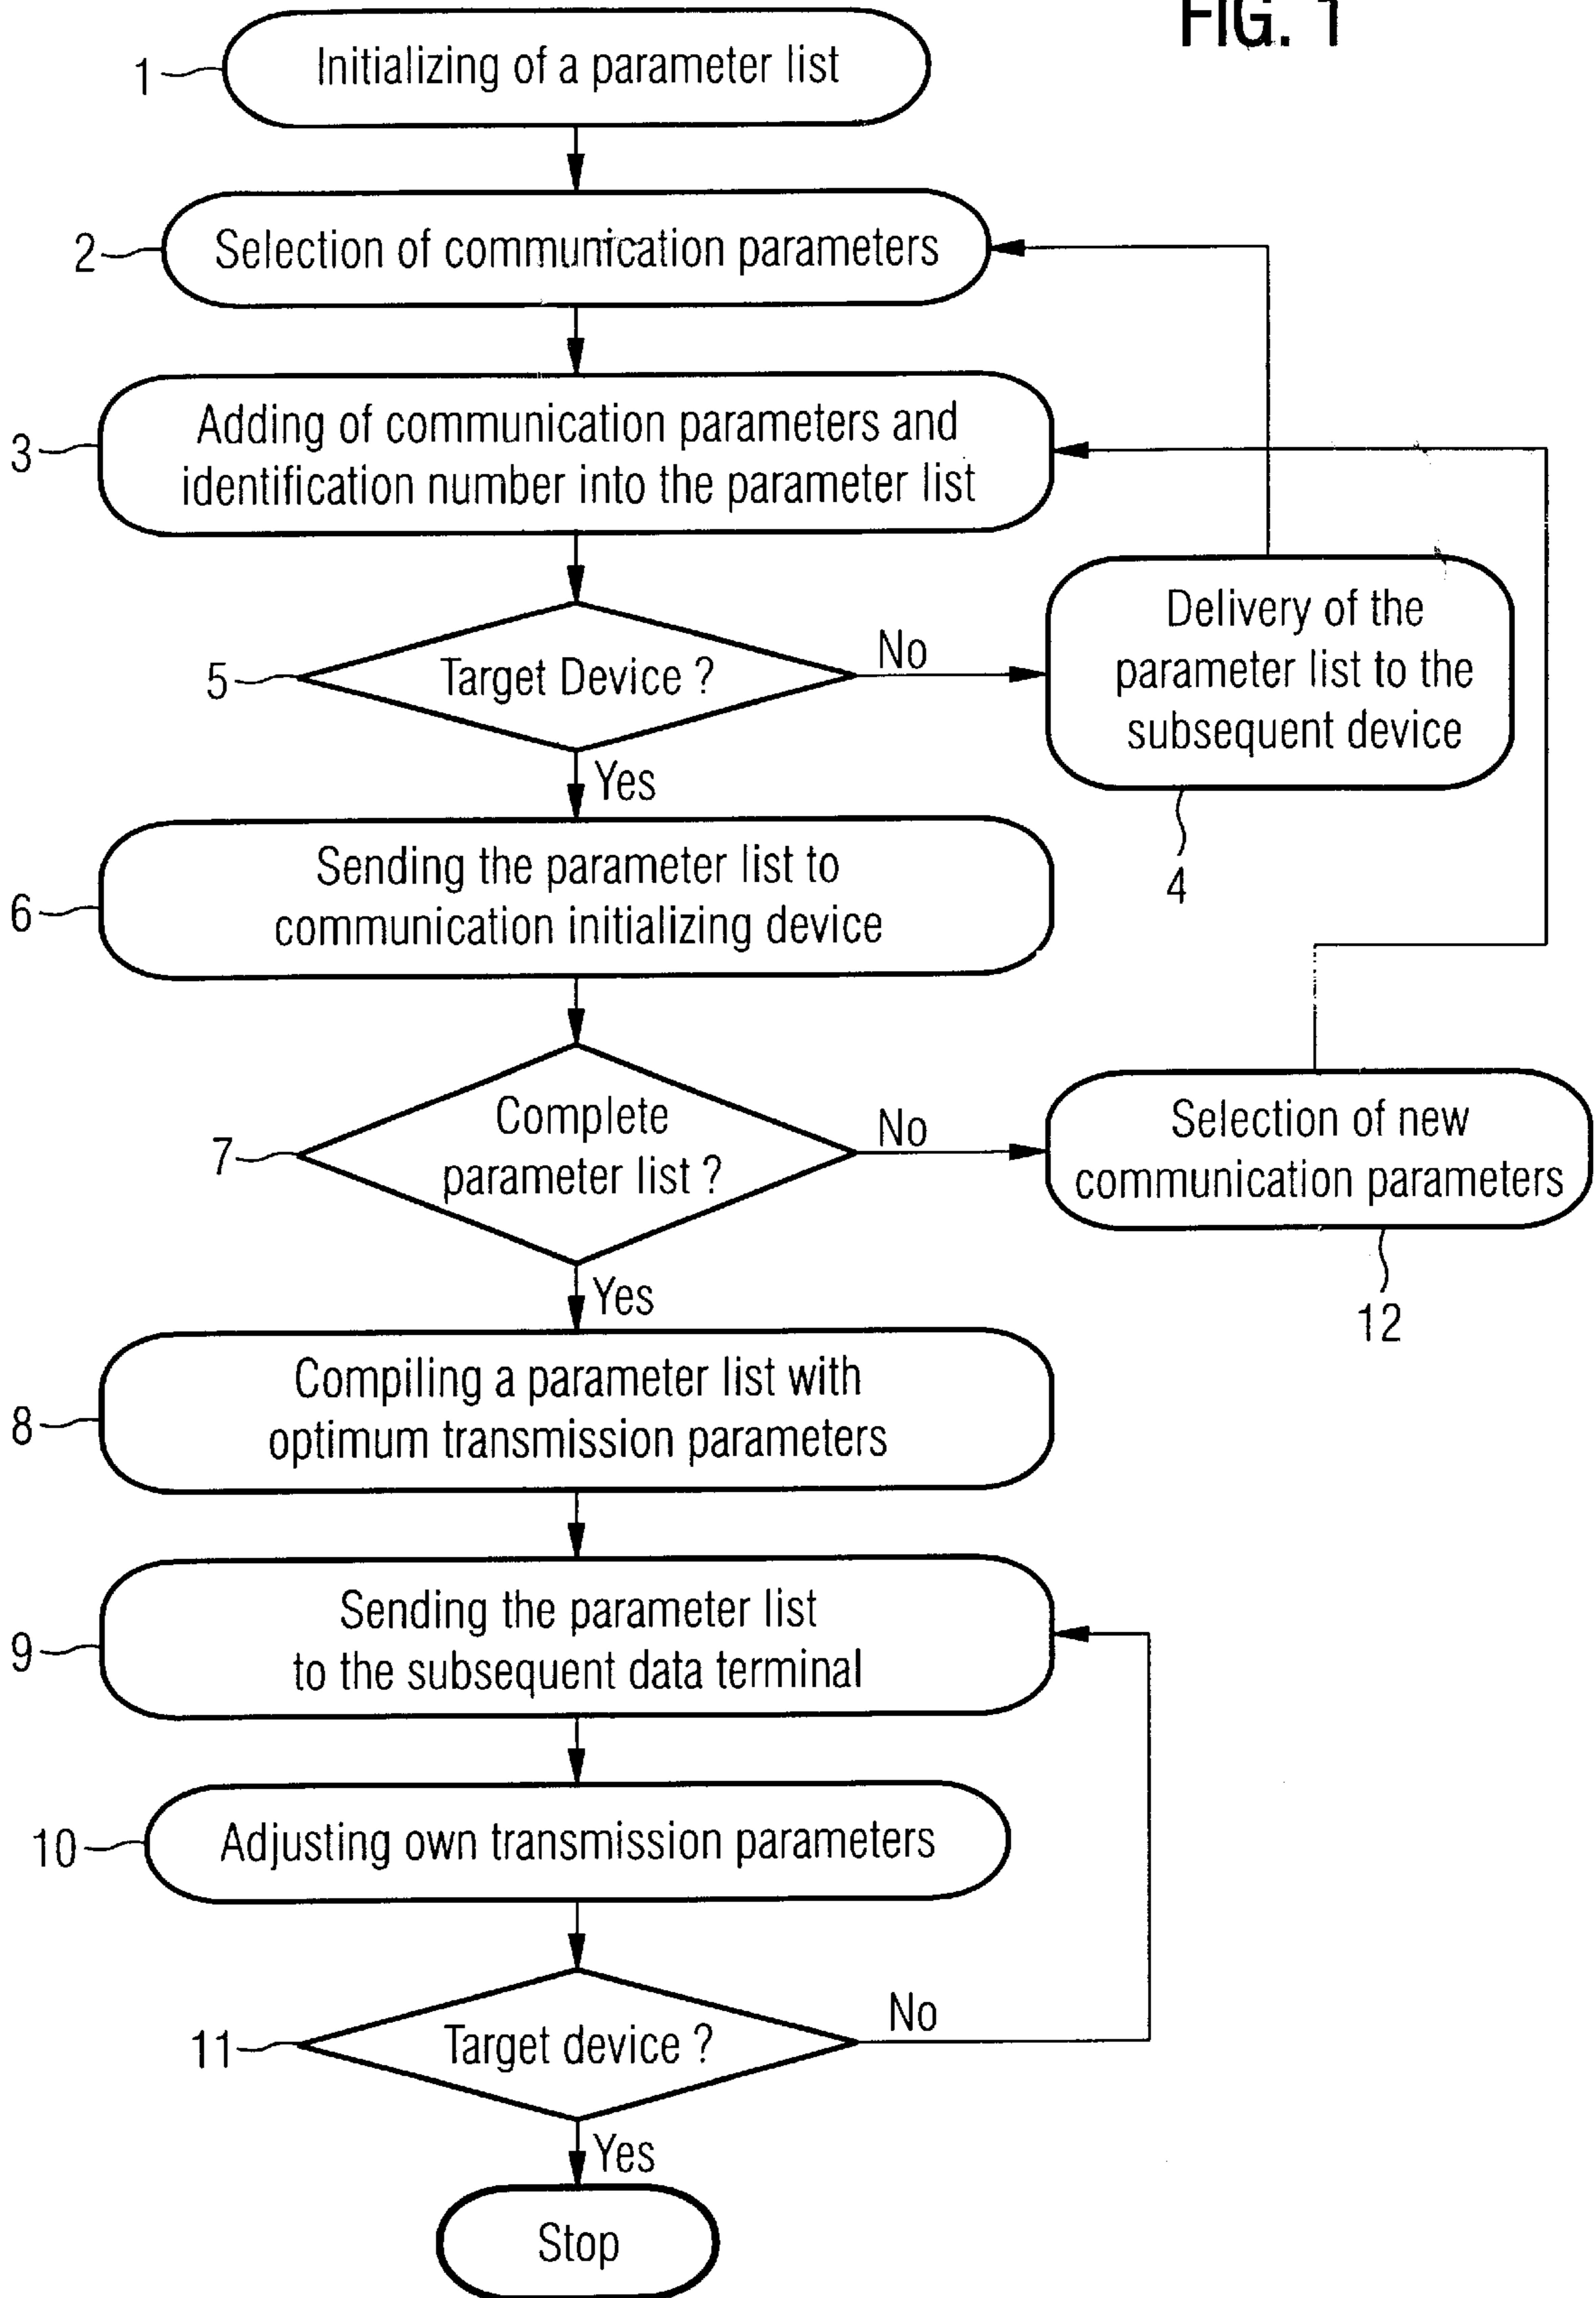 FIG. 1
1
Initializing of a parameter list
2
Selection of communication parameters
3
Adding of communication parameters and
identification number into the parameter list
5
Target Device ?
No
Delivery of the
parameter list to the
subsequent device
4
Yes
6
Sending the parameter list to
communication initializing device
7
Complete
parameter list ?
No
Selection of new
communication parameters
12
Yes
8
Compiling a parameter list with
optimum transmission parameters
9
Sending the parameter list
to the subsequent data terminal
10
Adjusting own transmission parameters
11
Target device ?
No
Yes
Stop